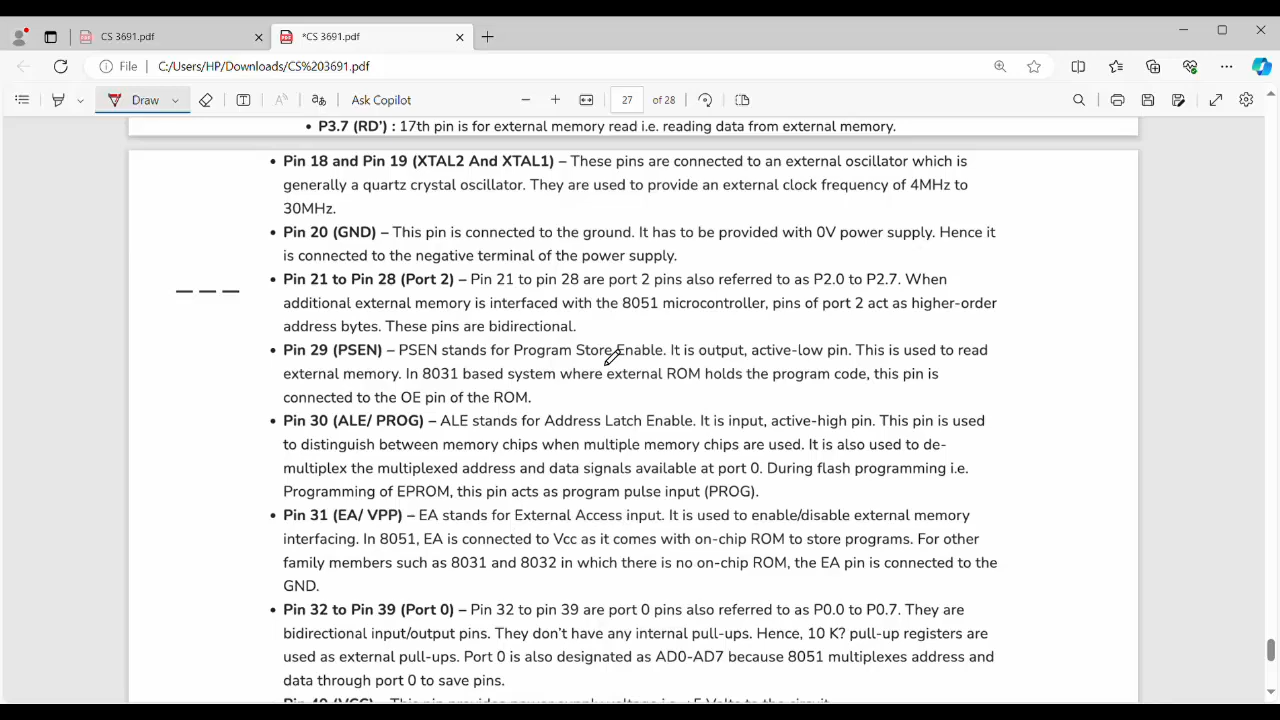 CS 3691.pdf
*CS 3691.pdf
File C:/Users/HP/Downloads/CS%203691.pdf
Draw Ask Copilot 27 of 28
• P3.7 (RD') : 17th pin is for external memory read i.e. reading data from external memory.
• Pin 18 and Pin 19 (XTAL2 And XTAL1) – These pins are connected to an external oscillator which is
generally a quartz crystal oscillator. They are used to provide an external clock frequency of 4MHz to
30MHz.
• Pin 20 (GND) – This pin is connected to the ground. It has to be provided with 0V power supply. Hence it
is connected to the negative terminal of the power supply.
• Pin 21 to Pin 28 (Port 2) – Pin 21 to pin 28 are port 2 pins also referred to as P2.0 to P2.7. When
additional external memory is interfaced with the 8051 microcontroller, pins of port 2 act as higher-order
address bytes. These pins are bidirectional.
• Pin 29 (PSEN) – PSEN stands for Program Store Enable. It is output, active-low pin. This is used to read
external memory. In 8031 based system where external ROM holds the program code, this pin is
connected to the OE pin of the ROM.
• Pin 30 (ALE/ PROG) – ALE stands for Address Latch Enable. It is input, active-high pin. This pin is used
to distinguish between memory chips when multiple memory chips are used. It is also used to de-
multiplex the multiplexed address and data signals available at port 0. During flash programming i.e.
Programming of EPROM, this pin acts as program pulse input (PROG).
• Pin 31 (EA/ VPP) – EA stands for External Access input. It is used to enable/disable external memory
interfacing. In 8051, EA is connected to Vcc as it comes with on-chip ROM to store programs. For other
family members such as 8031 and 8032 in which there is no on-chip ROM, the EA pin is connected to the
GND.
• Pin 32 to Pin 39 (Port 0) – Pin 32 to pin 39 are port 0 pins also referred to as P0.0 to P0.7. They are
bidirectional input/output pins. They don't have any internal pull-ups. Hence, 10 K? pull-up registers are
used as external pull-ups. Port 0 is also designated as AD0-AD7 because 8051 multiplexes address and
data through port 0 to save pins.
• Pin 40 (VCC) – This pin provides power supply voltage i.e. +5 Volts to the circuit.